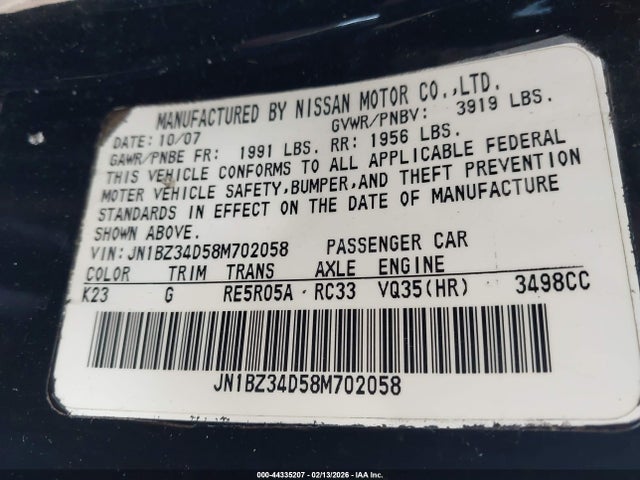 MANUFACTURED BY NISSAN MOTOR CO.,LTD.
DATE: 10/07 GVWR/PNBV: 3919 LBS.
GAWR/PNBE FR: 1991 LBS. RR: 1956 LBS.
THIS VEHICLE CONFORMS TO ALL APPLICABLE FEDERAL
MOTOR VEHICLE SAFETY,BUMPER,AND THEFT PREVENTION
STANDARDS IN EFFECT ON THE DATE OF MANUFACTURE
SHOWN ABOVE.
VIN: JN1BZ34D58M702058 PASSENGER CAR
COLOR TRIM TRANS AXLE ENGINE
K23 G RE5R05A RC33 VQ35(HR) 3498CC
JN1BZ34D58M702058
000-44335207 - 02/13/2026 - IAA Inc.